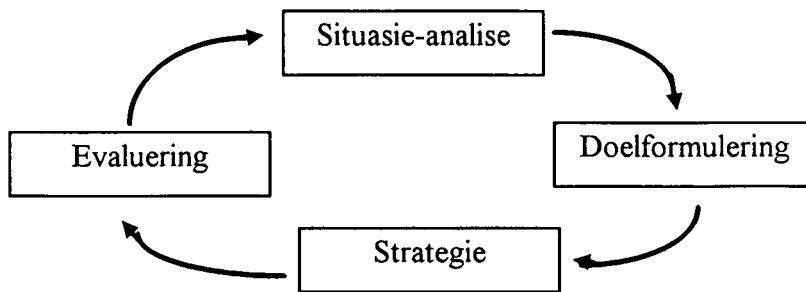 Situasie-analise
Evaluering
Doelformulering
Strategie